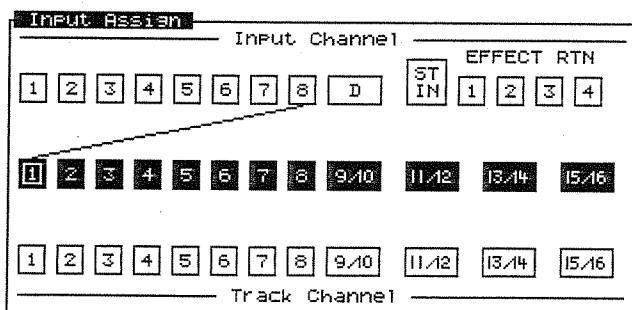 Input Assign
Input Channel
EFFECT RTN
1 2 3 4 5 6 7 8 D ST IN 1 2 3 4
1 2 3 4 5 6 7 8 9/10 11/12 13/14 15/16
1 2 3 4 5 6 7 8 9/10 11/12 13/14 15/16
Track Channel